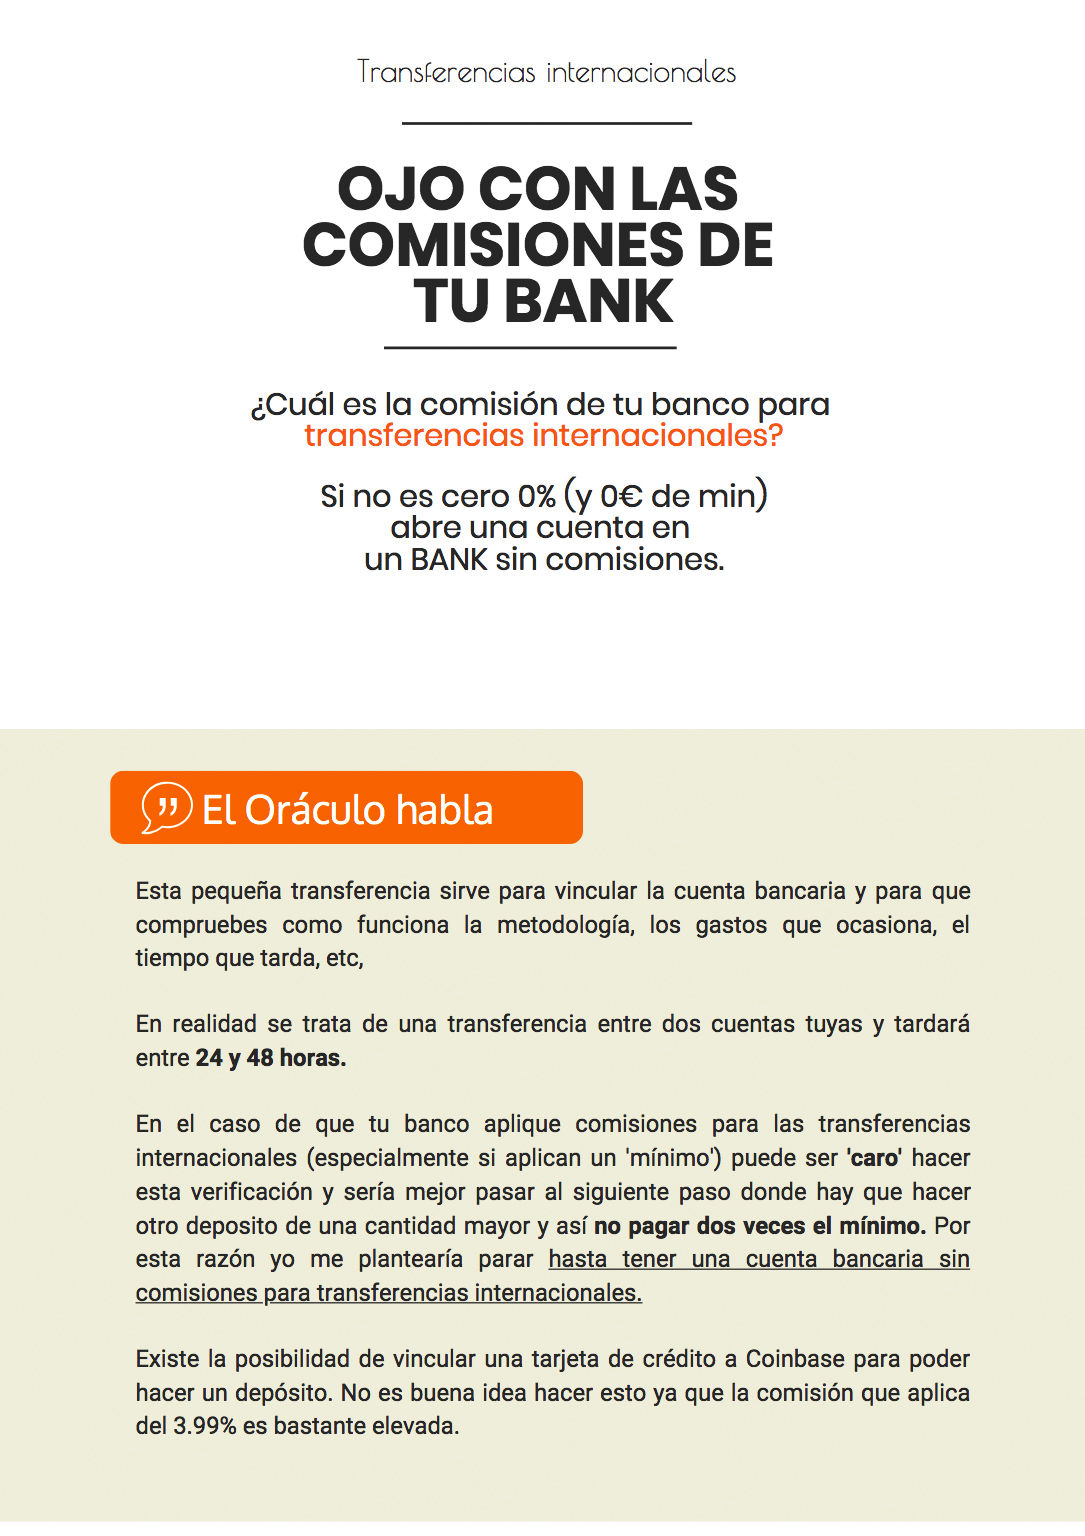 Transferencias internacionales
OJO CON LAS
COMISIONES DE
TU BANK
¿Cuál es la comisión de tu banco para
transferencias internacionales?
Si no es cero 0% (y 0€ de min)
abre una cuenta en
un BANK sin comisiones.
El Oráculo habla
Esta pequeña transferencia sirve para vincular la cuenta bancaria y para que
compruebes como funciona la metodología, los gastos que ocasiona, el
tiempo que tarda, etc,
En realidad se trata de una transferencia entre dos cuentas tuyas y tardará
entre 24 y 48 horas.
En el caso de que tu banco aplique comisiones para las transferencias
internacionales (especialmente si aplican un 'mínimo') puede ser 'caro' hacer
esta verificación y sería mejor pasar al siguiente paso donde hay que hacer
otro deposito de una cantidad mayor y así no pagar dos veces el mínimo. Por
esta razón yo me plantearía parar hasta tener una cuenta bancaria sin
comisiones para transferencias internacionales.
Existe la posibilidad de vincular una tarjeta de crédito a Coinbase para poder
hacer un depósito. No es buena idea hacer esto ya que la comisión que aplica
del 3.99% es bastante elevada.